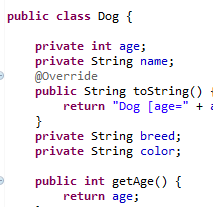 public class Dog {
private int age;
private String name;
@Override
public String toString() {
return "Dog [age=" + a
}
private String breed;
private String color;
public int getAge() {
return age;